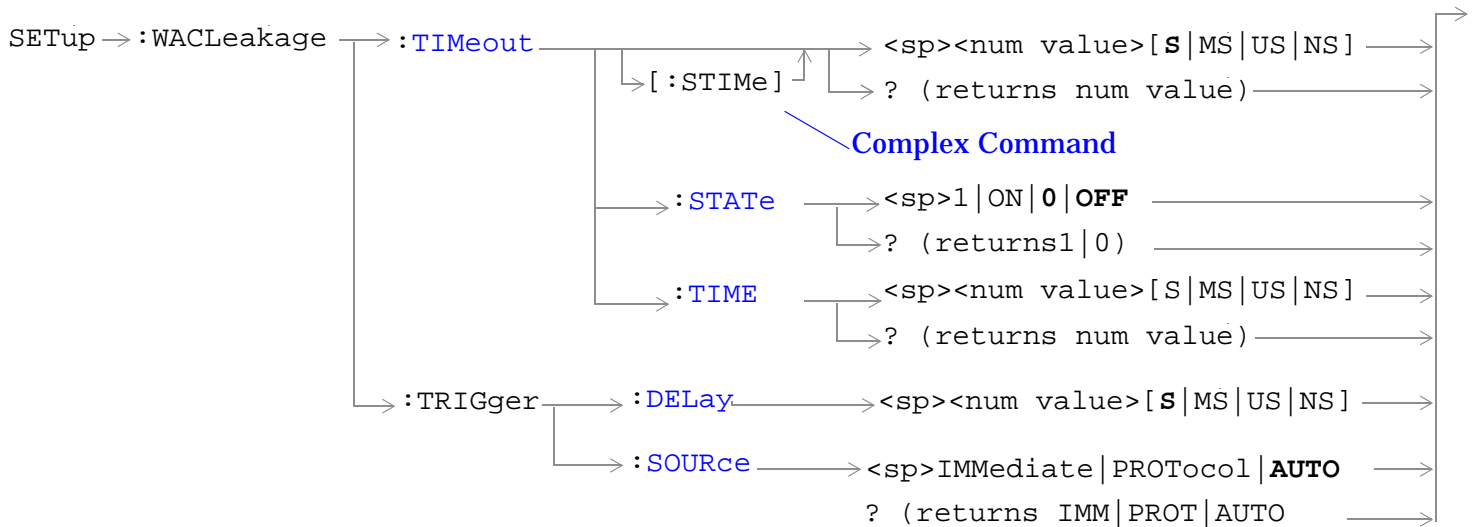 SETup :WACLeakage :TIMeout <sp><num value>[S|MS|US|NS]
[:STIMe] ? (returns num value)
Complex Command
:STATe <sp>1|ON|0|OFF
? (returns1|0)
:TIME <sp><num value>[S|MS|US|NS]
? (returns num value)
:TRIGger :DELay <sp><num value>[S|MS|US|NS]
:SOURce <sp>IMMediate|PROTocol|AUTO
? (returns IMM|PROT|AUTO